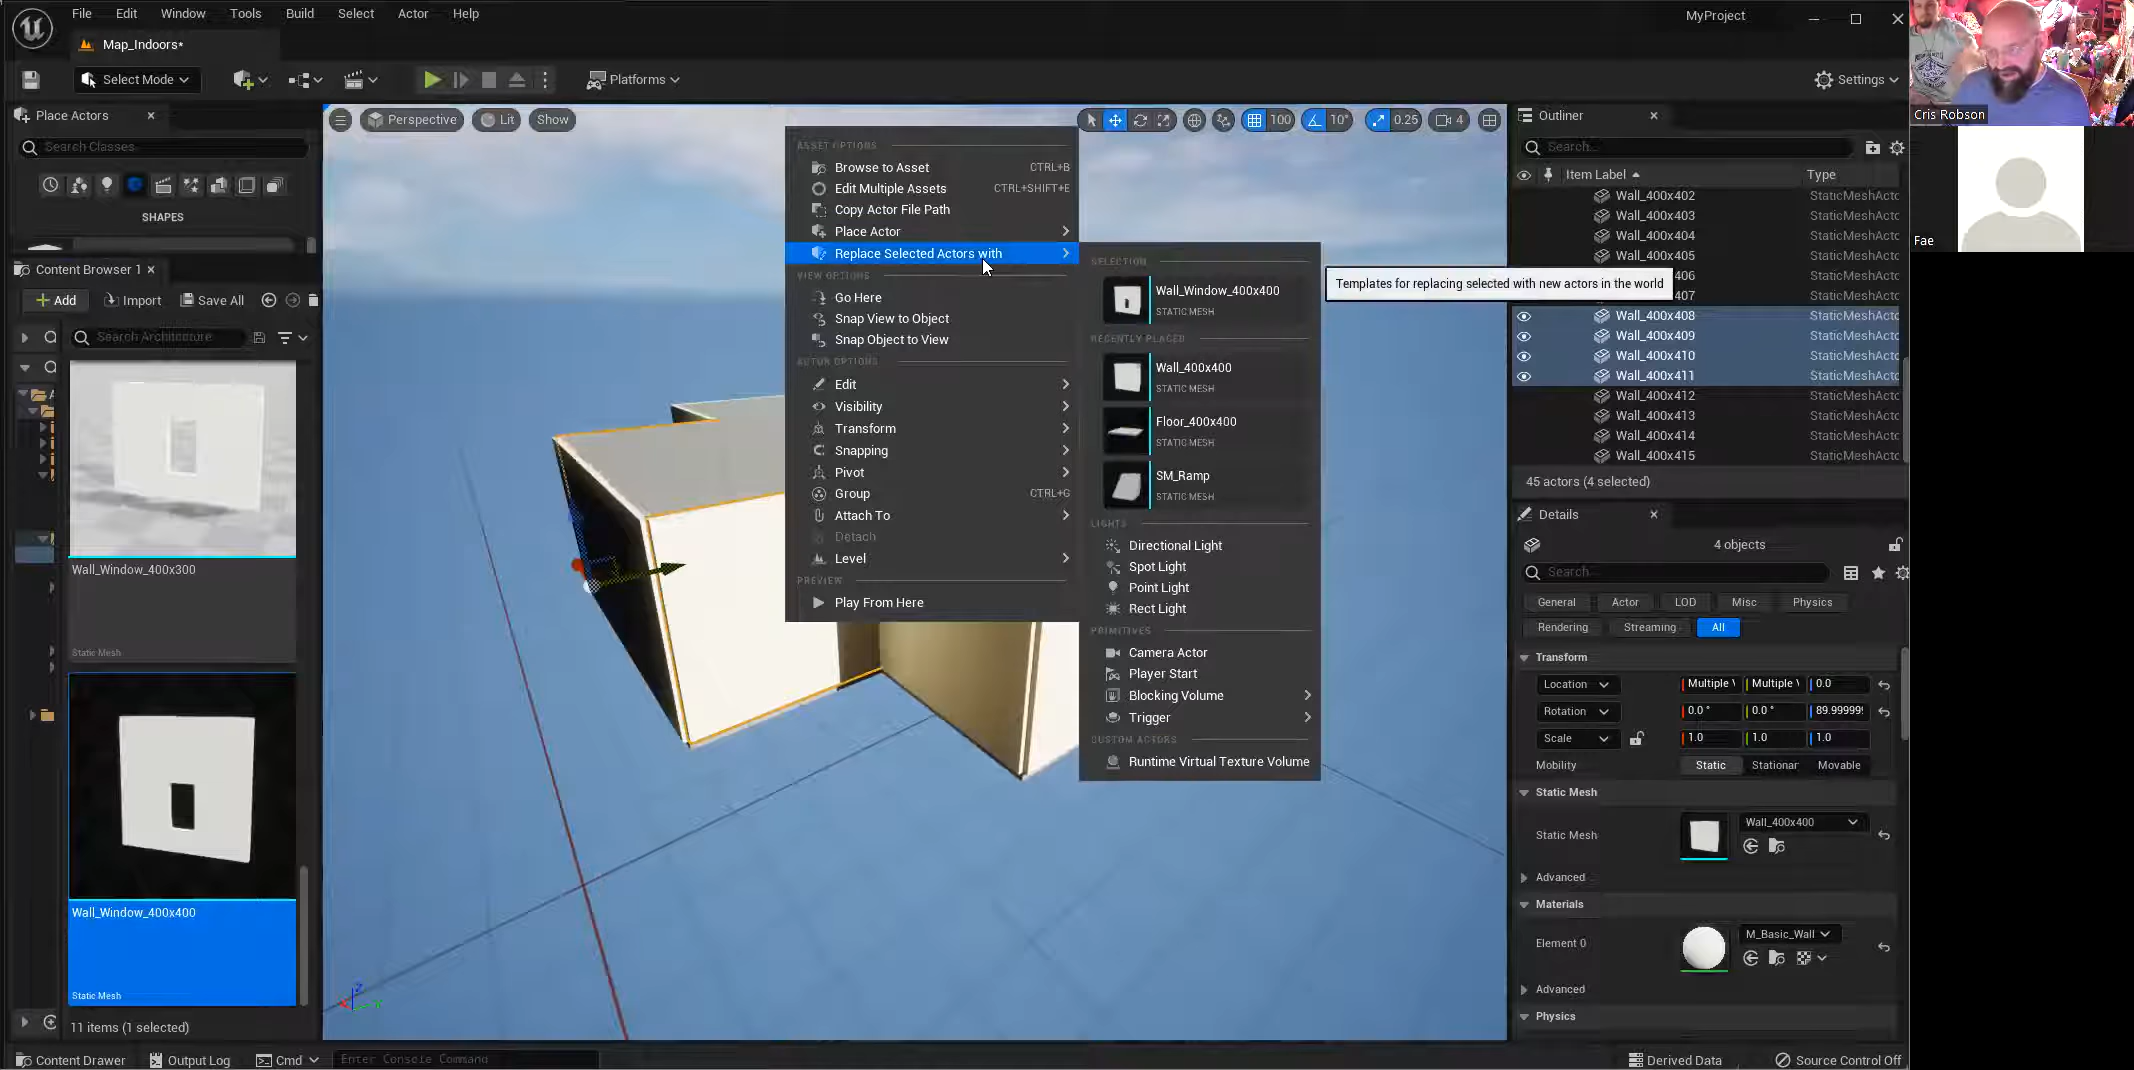 File Edit Window Tools Build Select Actor Help
MyProject
Map_Indoors*
Select Mode
Platforms
Settings
Place Actors
Search Classes
SHAPES
Content Browser 1
Add Import Save All
Search Architecture
Wall_Window_400x300
Static Mesh
Wall_Window_400x400
Static Mesh
11 items (1 selected)
Perspective Lit Show
100 10° 0.25 4
ASSET OPTIONS
Browse to Asset CTRL+B
Edit Multiple Assets CTRL+SHIFT+E
Copy Actor File Path
Place Actor
Replace Selected Actors with
VIEW OPTIONS
Go Here
Snap View to Object
Snap Object to View
ACTOR OPTIONS
Edit
Visibility
Transform
Snapping
Pivot
Group CTRL+G
Attach To
Detach
Level
PREVIEW
Play From Here
SELECTION
Wall_Window_400x400
STATIC MESH
RECENTLY PLACED
Wall_400x400
STATIC MESH
Floor_400x400
STATIC MESH
SM_Ramp
STATIC MESH
LIGHTS
Directional Light
Spot Light
Point Light
Rect Light
PRIMITIVES
Camera Actor
Player Start
Blocking Volume
Trigger
CUSTOM ACTORS
Runtime Virtual Texture Volume
Templates for replacing selected with new actors in the world
Outliner
Search...
Item Label Type
Wall_400x402 StaticMeshActo
Wall_400x403 StaticMeshActo
Wall_400x404 StaticMeshActo
Wall_400x405 StaticMeshActo
406 StaticMeshActo
407 StaticMeshActo
Wall_400x408 StaticMeshActo
Wall_400x409 StaticMeshActo
Wall_400x410 StaticMeshActo
Wall_400x411 StaticMeshActo
Wall_400x412 StaticMeshActo
Wall_400x413 StaticMeshActo
Wall_400x414 StaticMeshActo
Wall_400x415 StaticMeshActo
45 actors (4 selected)
Details
4 objects
Search...
General Actor LOD Misc Physics
Rendering Streaming All
Transform
Location Multiple V Multiple V 0.0
Rotation 0.0 ° 0.0 ° 89.999999
Scale 1.0 1.0 1.0
Mobility Static Stationar Movable
Static Mesh
Static Mesh Wall_400x400
Advanced
Materials
Element 0 M_Basic_Wall
Advanced
Physics
Content Drawer Output Log Cmd Enter Console Command
Derived Data Source Control Off
Cris Robson
Fae